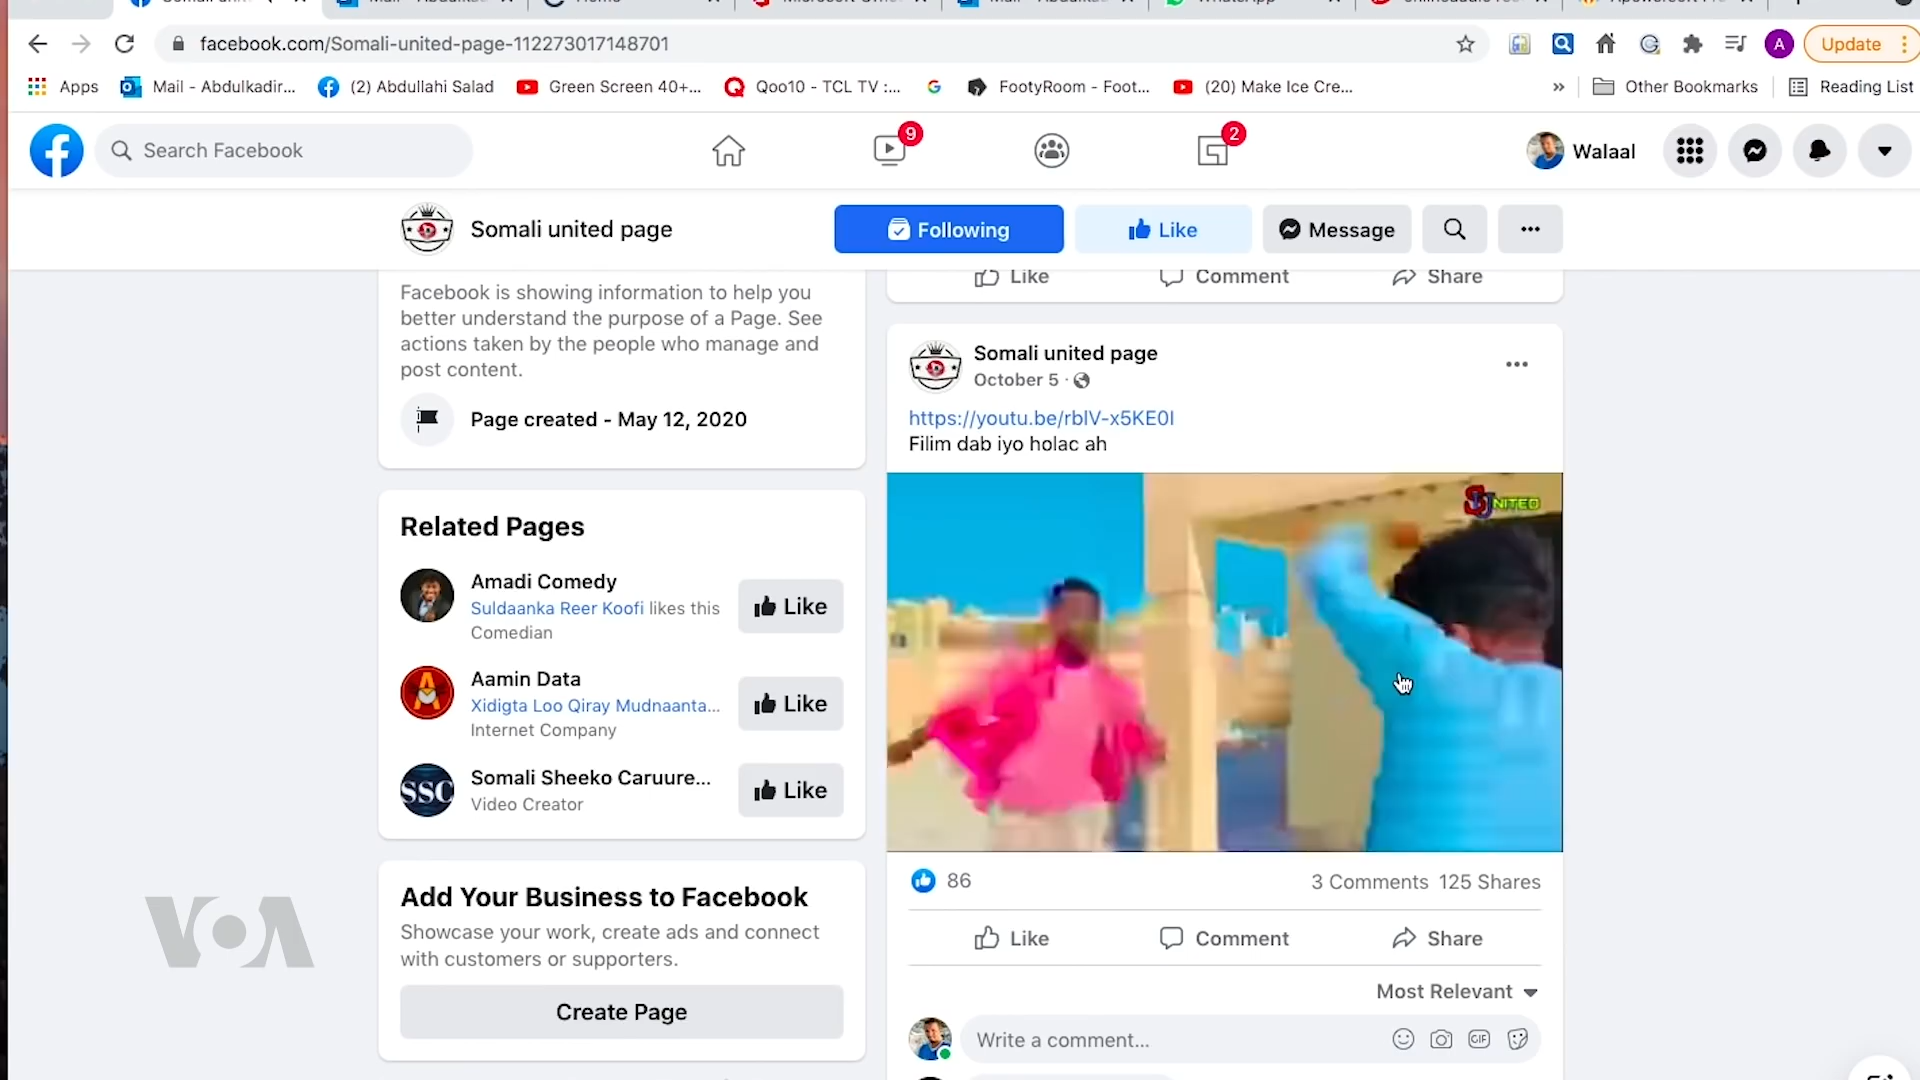 facebook.com/Somali-united-page-112273017148701
A
Update
Apps
Mail - Abdulkadir...
(2) Abdullahi Salad
Green Screen 40+...
Qoo10 - TCL TV :...
FootyRoom - Foot...
(20) Make Ice Cre...
»
Other Bookmarks
Reading List
Search Facebook
9
2
Walaal
Somali united page
Following
Like
Message
Facebook is showing information to help you
better understand the purpose of a Page. See
actions taken by the people who manage and
post content.
Page created - May 12, 2020
Related Pages
Amadi Comedy
Suldaanka Reer Koofi likes this
Comedian
Like
Aamin Data
Xidigta Loo Qiray Mudnaanta...
Internet Company
Like
SSC
Somali Sheeko Caruure...
Video Creator
Like
Add Your Business to Facebook
Showcase your work, create ads and connect
with customers or supporters.
Create Page
VOA
Like
Comment
Share
Somali united page
October 5
https://youtu.be/rblV-x5KE0I
Filim dab iyo holac ah
SUNITED
86
3 Comments 125 Shares
Like
Comment
Share
Most Relevant
Write a comment...
GIF